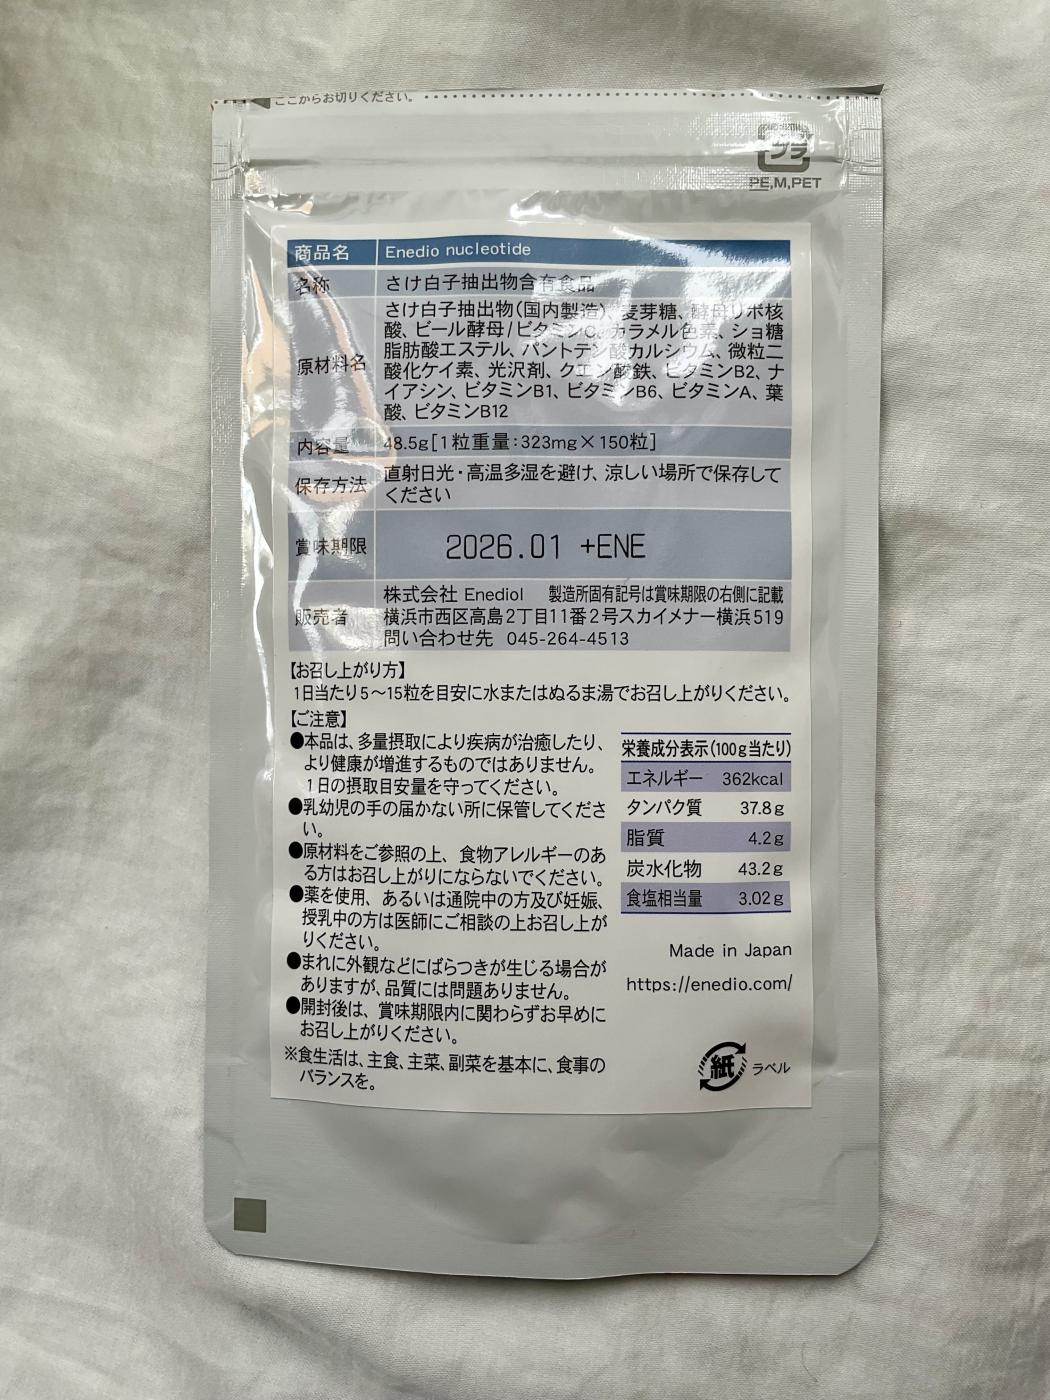 ここからお切りください。
プラ
PE,M,PET
商品名 Enedio nucleotide
名称 さけ白子抽出物含有食品
原材料名 さけ白子抽出物(国内製造)、麦芽糖、酵母リボ核
酸、ビール酵母/ビタミンC、カラメル色素、ショ糖
脂肪酸エステル、パントテン酸カルシウム、微粒二
酸化ケイ素、光沢剤、クエン酸鉄、ビタミンB2、ナ
イアシン、ビタミンB1、ビタミンB6、ビタミンA、葉
酸、ビタミンB12
内容量 48.5g[1粒重量:323mg×150粒]
保存方法 直射日光・高温多湿を避け、涼しい場所で保存して
ください
賞味期限 2026.01 +ENE
販売者 株式会社 Enediol 製造所固有記号は賞味期限の右側に記載
横浜市西区高島2丁目11番2号スカイメナー横浜519
問い合わせ先 045-264-4513
【お召し上がり方】
1日当たり5〜15粒を目安に水またはぬるま湯でお召し上がりください。
【ご注意】
●本品は、多量摂取により疾病が治癒したり、
より健康が増進するものではありません。
1日の摂取目安量を守ってください。
●乳幼児の手の届かない所に保管してくださ
い。
●原材料をご参照の上、食物アレルギーのあ
る方はお召し上がりにならないでください。
●薬を使用、あるいは通院中の方及び妊娠、
授乳中の方は医師にご相談の上お召し上が
りください。
●まれに外観などにばらつきが生じる場合が
ありますが、品質には問題ありません。
●開封後は、賞味期限内に関わらずお早めに
お召し上がりください。
※食生活は、主食、主菜、副菜を基本に、食事の
バランスを。
栄養成分表示(100g当たり)
エネルギー 362kcal
タンパク質 37.8g
脂質 4.2g
炭水化物 43.2g
食塩相当量 3.02g
Made in Japan
https://enedio.com/
紙 ラベル